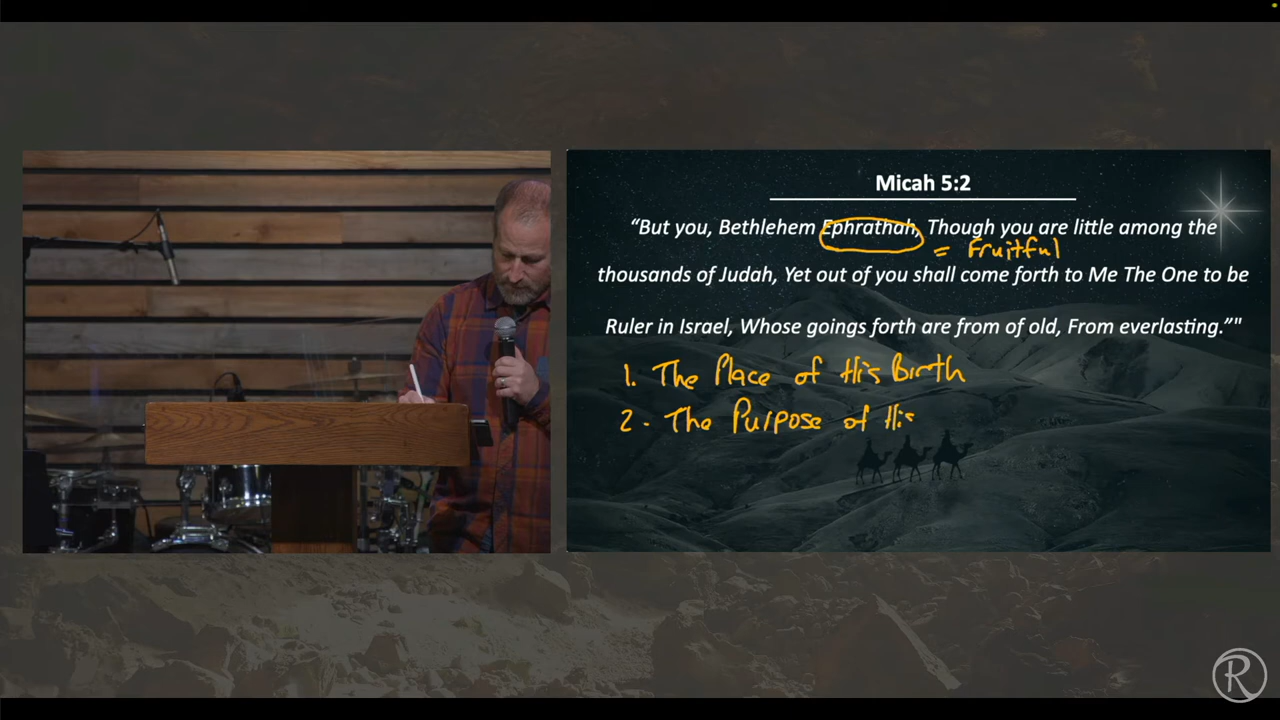 Micah 5:2
“But you, Bethlehem Ephrathah, Though you are little among the
= Fruitful
thousands of Judah, Yet out of you shall come forth to Me The One to be
Ruler in Israel, Whose goings forth are from of old, From everlasting.”"
1. The Place of His Birth
2. The Purpose of His
R